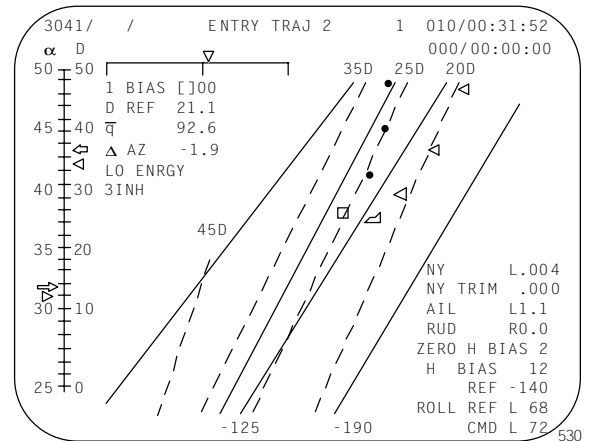 3041/ / ENTRY TRAJ 2 1 010/00:31:52
000/00:00:00
α D
50 50
35D 25D 20D
1 BIAS []00
D REF 21.1
45 40
q̅ 92.6
Δ AZ -1.9
LO ENRGY
40 30 3INH
45D
35 20
NY L.004
NY TRIM .000
30 10
AIL L1.1
RUD R0.0
ZERO H BIAS 2
H BIAS 12
25 0
REF -140
ROLL REF L 68
-125 -190 CMD L 72
530